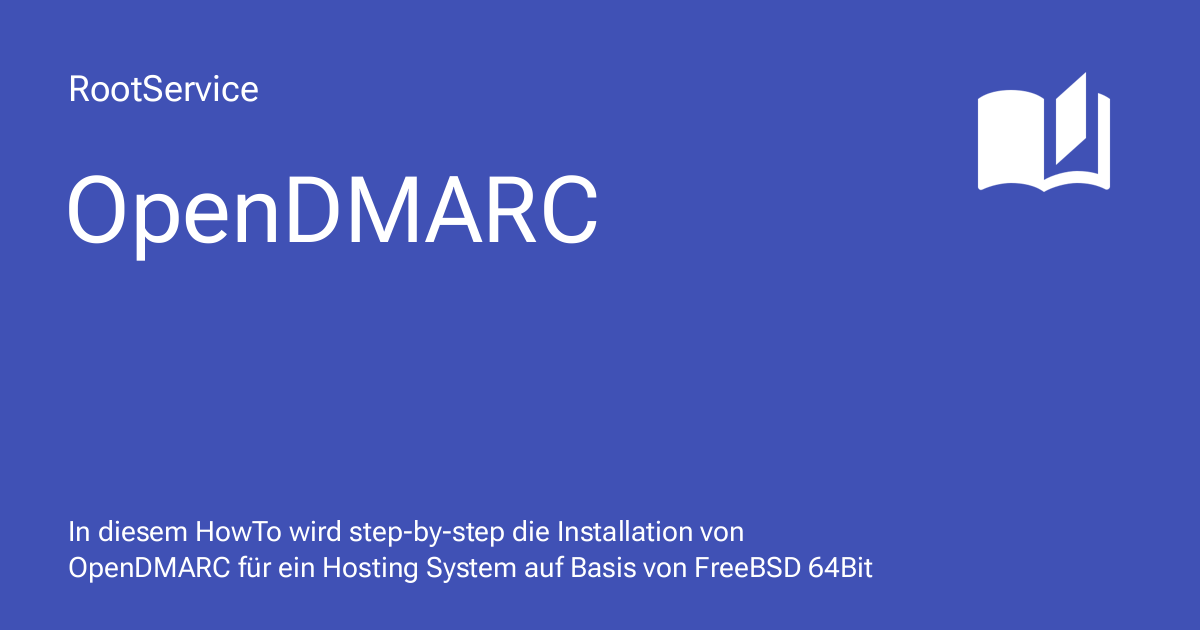 RootService
OpenDMARC
In diesem HowTo wird step-by-step die Installation von
OpenDMARC für ein Hosting System auf Basis von FreeBSD 64Bit